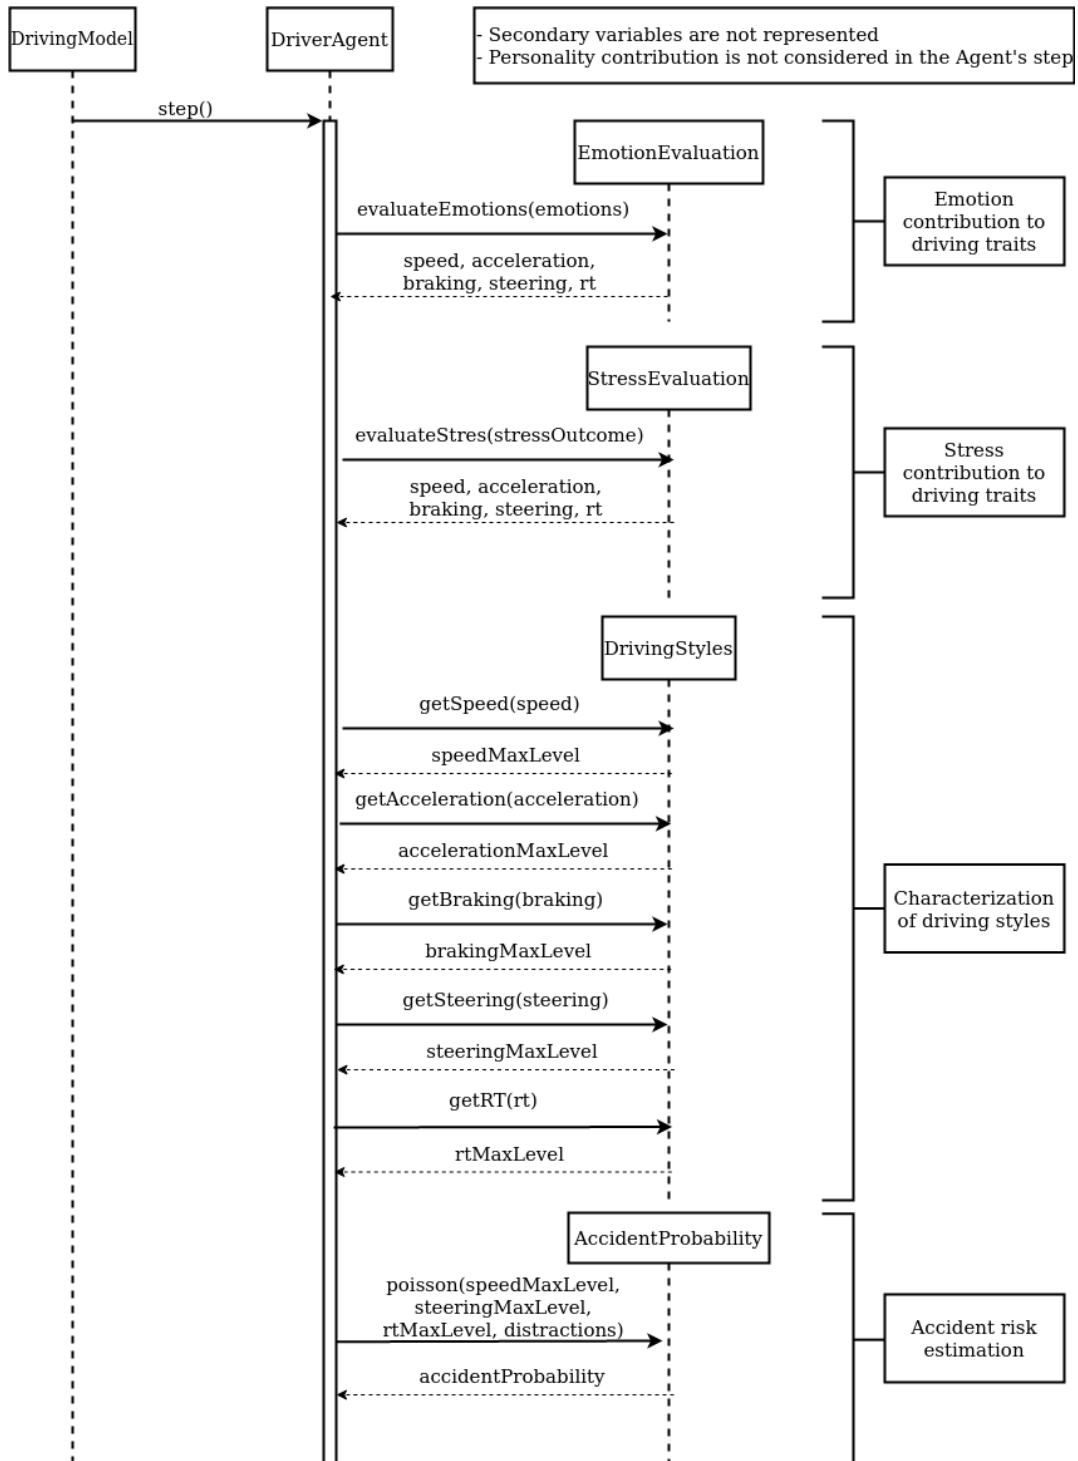 DrivingModel
DriverAgent
- Secondary variables are not represented
- Personality contribution is not considered in the Agent's step
step()
EmotionEvaluation
evaluateEmotions(emotions)
speed, acceleration,
braking, steering, rt
Emotion
contribution to
driving traits
StressEvaluation
evaluateStres(stressOutcome)
speed, acceleration,
braking, steering, rt
Stress
contribution to
driving traits
DrivingStyles
getSpeed(speed)
speedMaxLevel
getAcceleration(acceleration)
accelerationMaxLevel
getBraking(braking)
brakingMaxLevel
getSteering(steering)
steeringMaxLevel
getRT(rt)
rtMaxLevel
Characterization
of driving styles
AccidentProbability
poisson(speedMaxLevel,
steeringMaxLevel,
rtMaxLevel, distractions)
accidentProbability
Accident risk
estimation